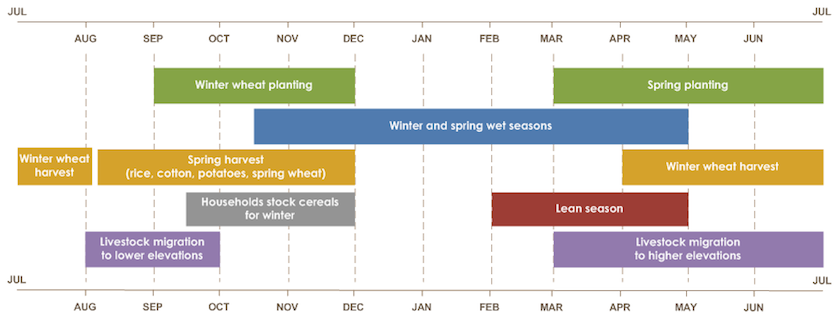 JUL JUL
AUG SEP OCT NOV DEC JAN FEB MAR APR MAY JUN
Winter wheat planting
Spring planting
Winter and spring wet seasons
Winter wheat
harvest
Spring harvest
(rice, cotton, potatoes, spring wheat)
Winter wheat harvest
Households stock cereals
for winter
Lean season
Livestock migration
to lower elevations
Livestock migration
to higher elevations
JUL JUL
AUG SEP OCT NOV DEC JAN FEB MAR APR MAY JUN